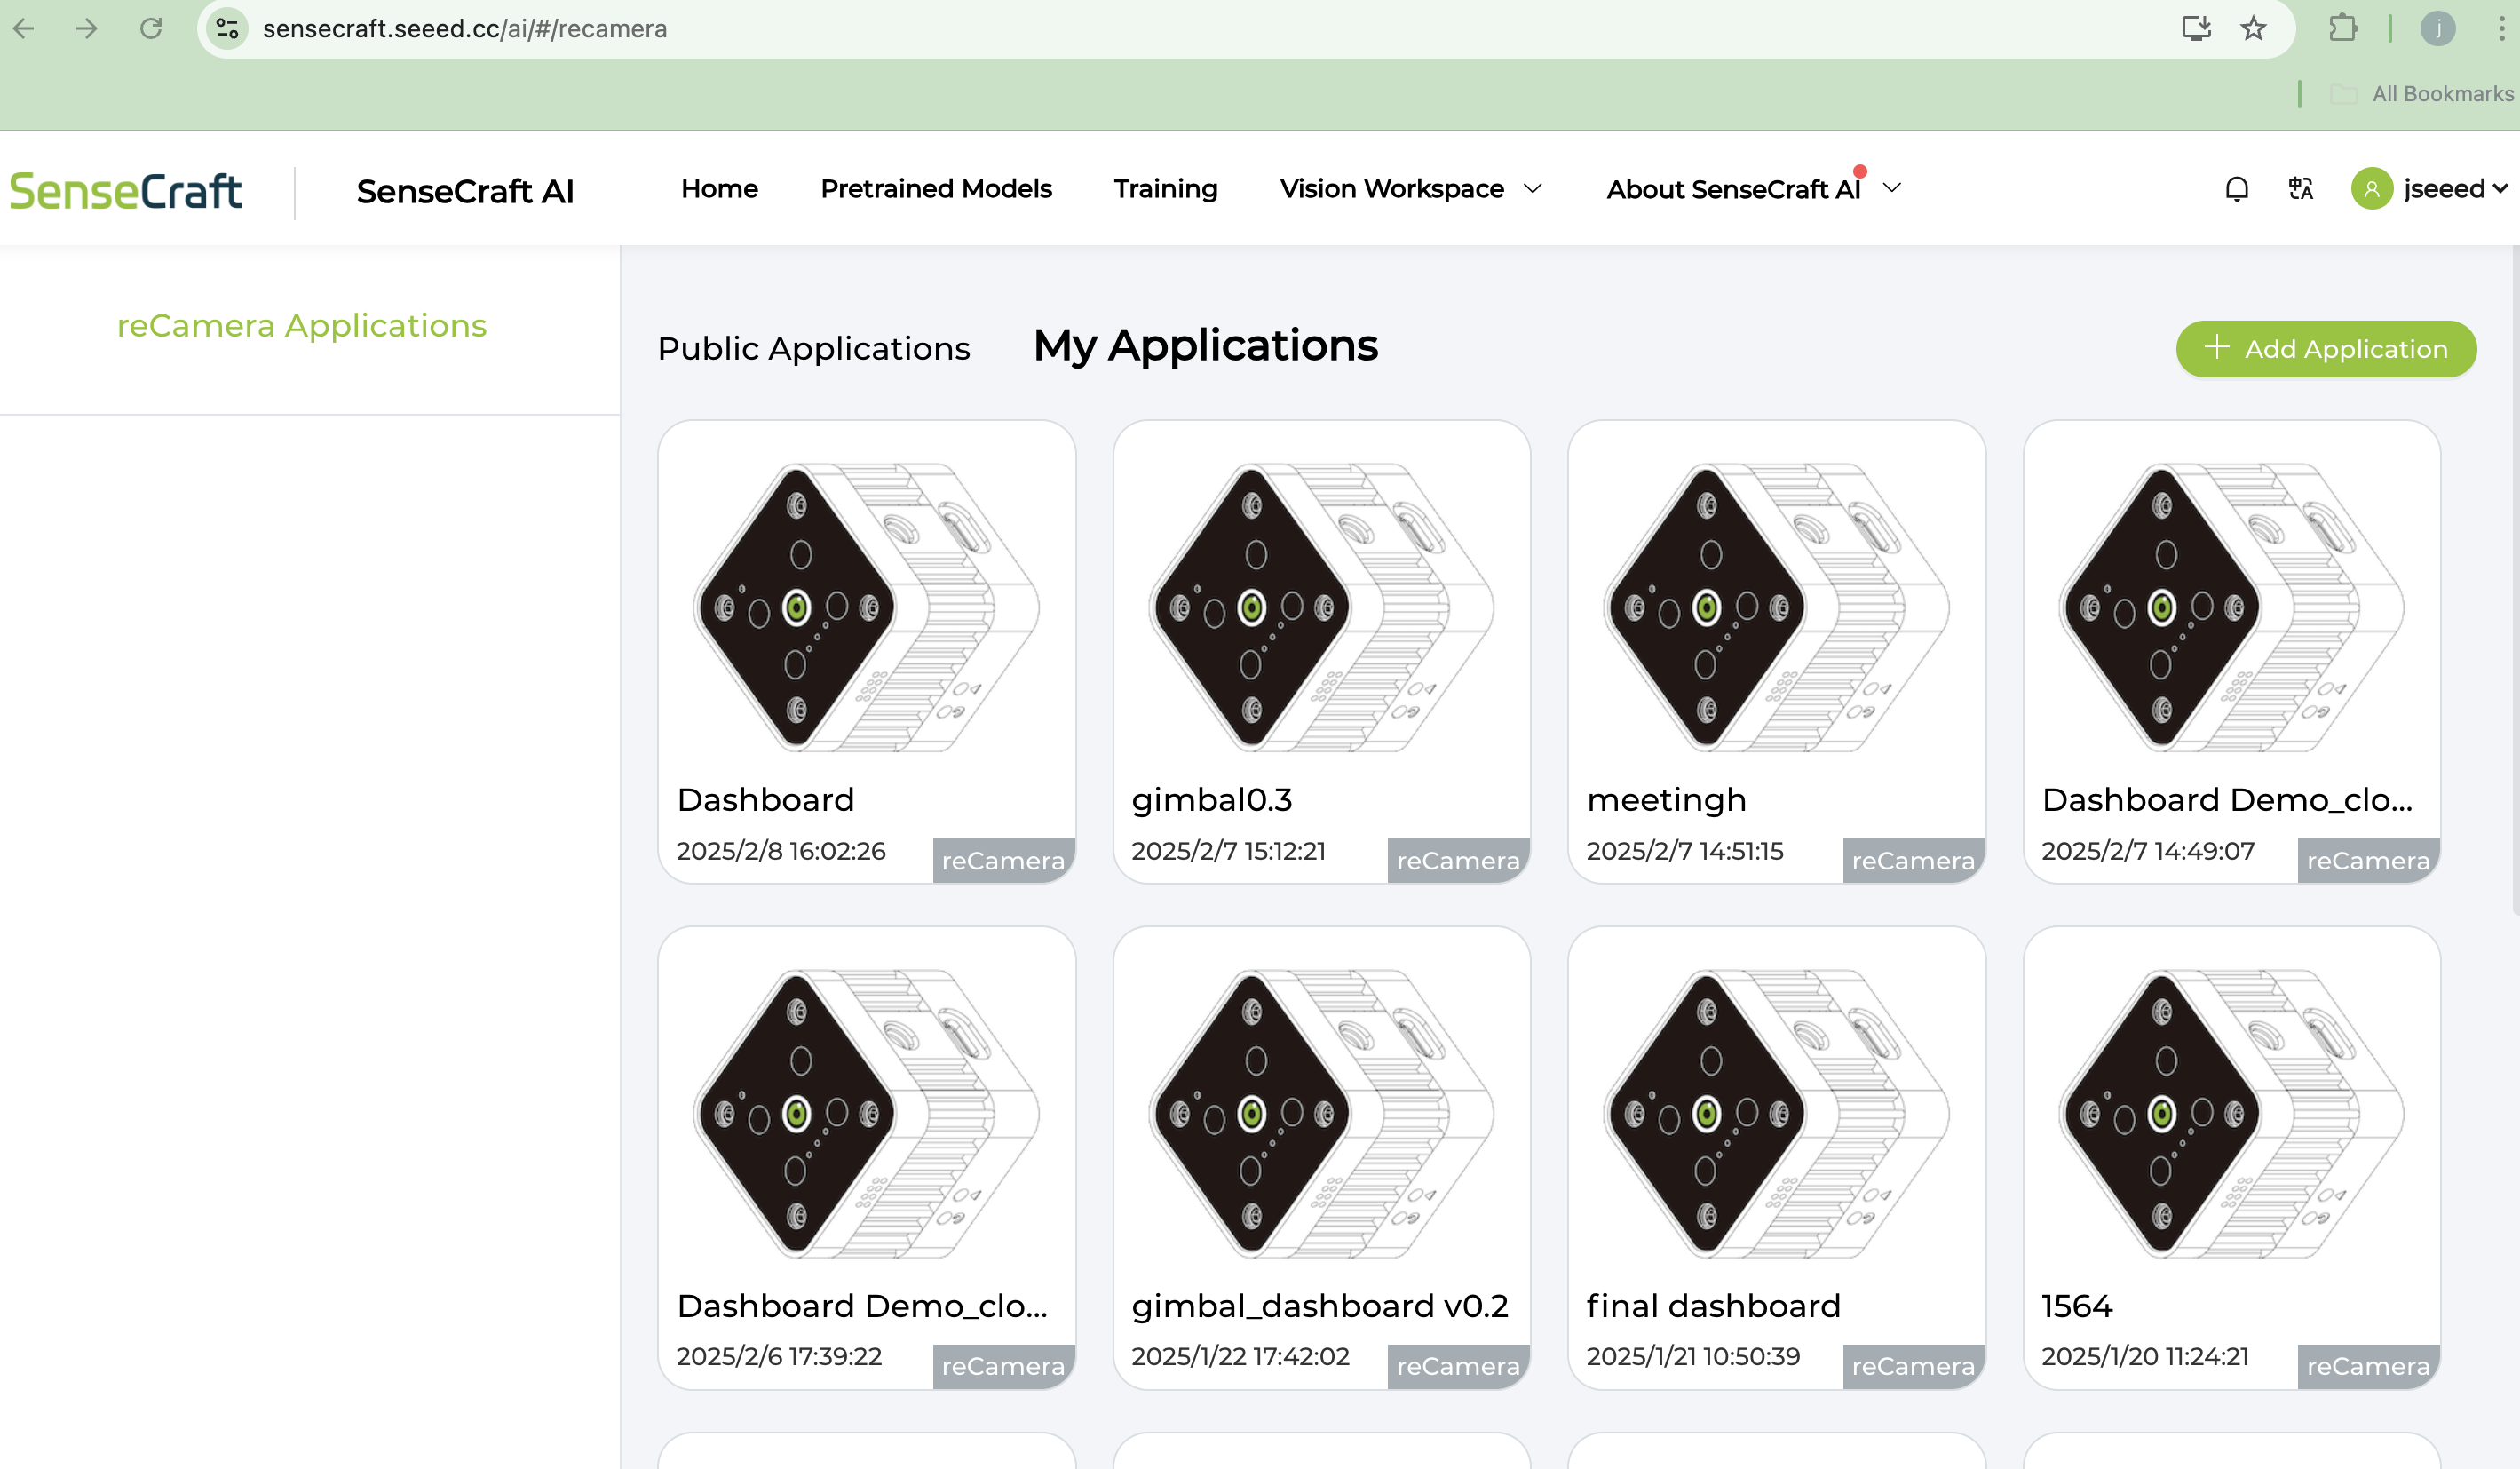 sensecraft.seeed.cc/ai/#/recamera
j
All Bookmarks
SenseCraft
SenseCraft AI
Home
Pretrained Models
Training
Vision Workspace
About SenseCraft AI
jseeed
reCamera Applications
Public Applications
My Applications
Add Application
Dashboard
2025/2/8 16:02:26
reCamera
gimbal0.3
2025/2/7 15:12:21
reCamera
meetingh
2025/2/7 14:51:15
reCamera
Dashboard Demo_clo...
2025/2/7 14:49:07
reCamera
Dashboard Demo_clo...
2025/2/6 17:39:22
reCamera
gimbal_dashboard v0.2
2025/1/22 17:42:02
reCamera
final dashboard
2025/1/21 10:50:39
reCamera
1564
2025/1/20 11:24:21
reCamera